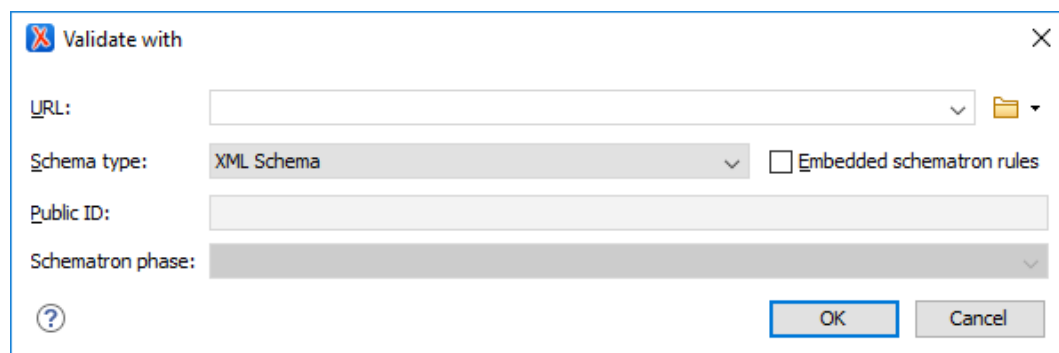 Validate with
URL:
Schema type: XML Schema Embedded schematron rules
Public ID:
Schematron phase:
? OK Cancel